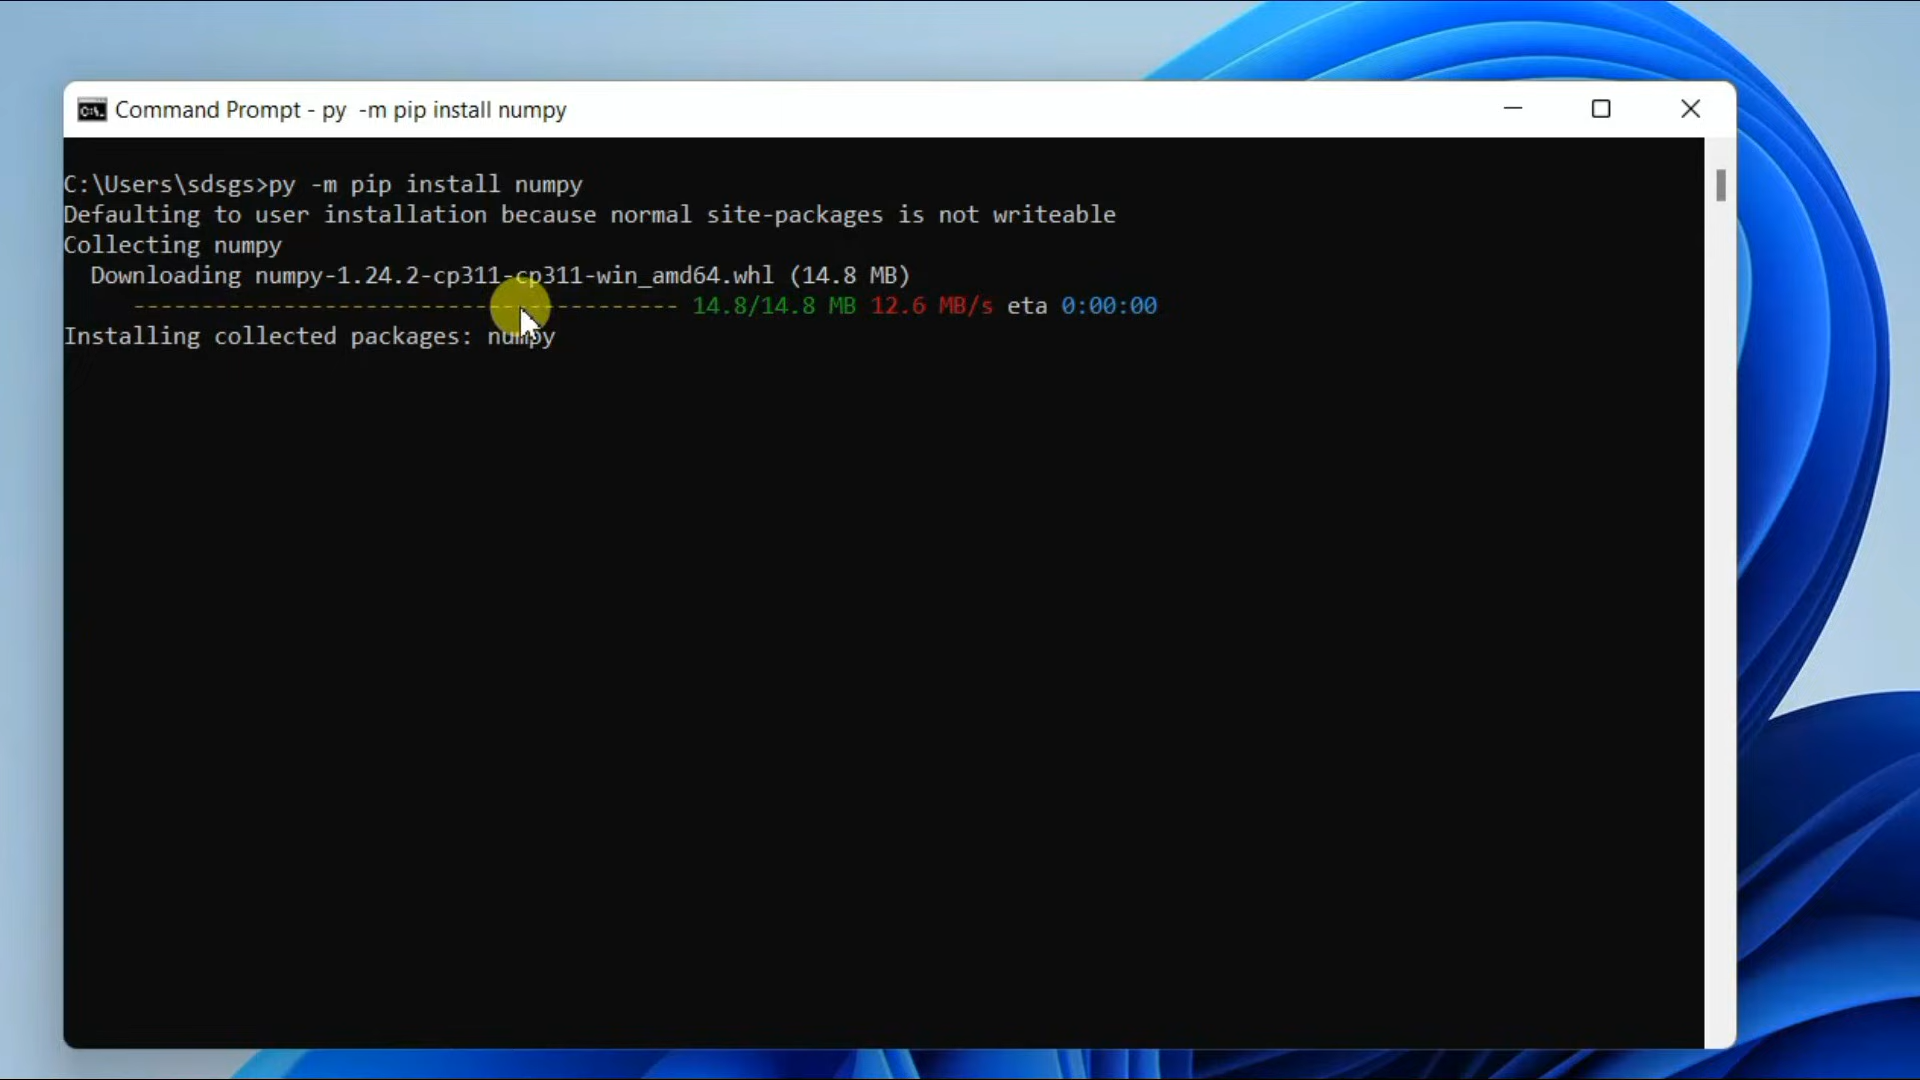 Command Prompt - py -m pip install numpy
C:\Users\sdsgs>py -m pip install numpy
Defaulting to user installation because normal site-packages is not writeable
Collecting numpy
Downloading numpy-1.24.2-cp311-cp311-win_amd64.whl (14.8 MB)
---------------------------------------- 14.8/14.8 MB 12.6 MB/s eta 0:00:00
Installing collected packages: numpy